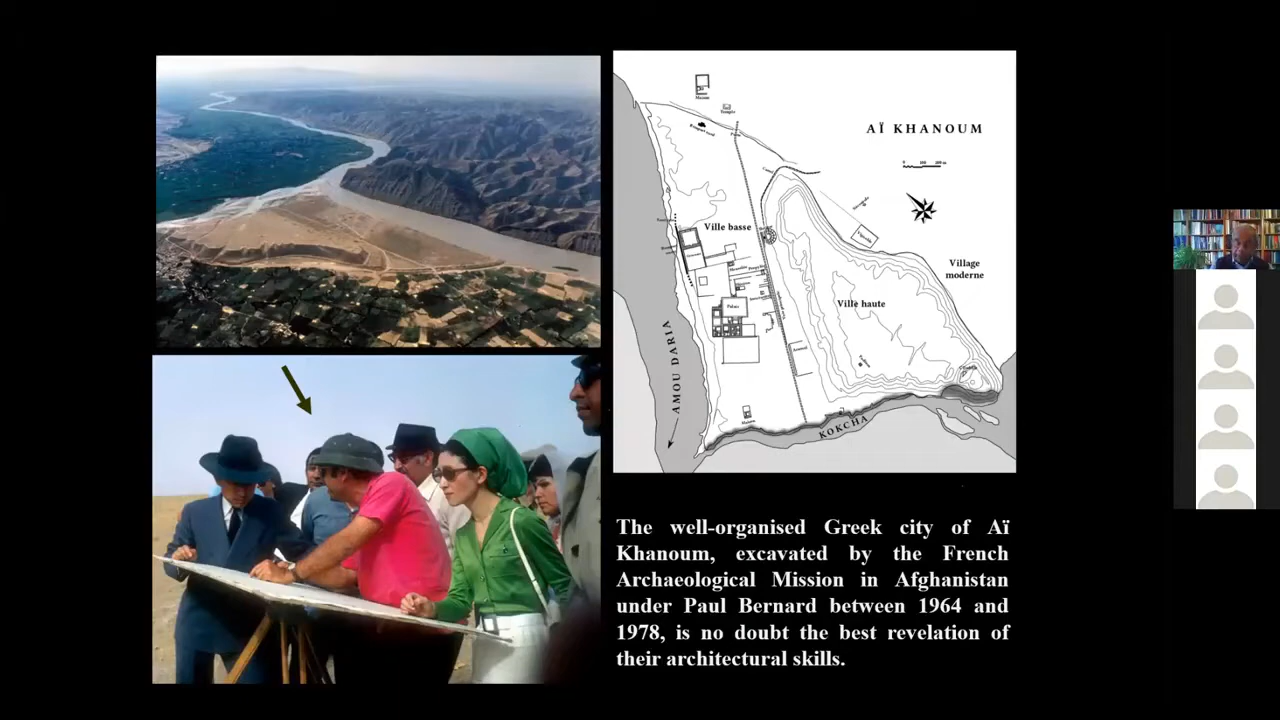 AÏ KHANOUM
Maison
Temple
Ville basse
Village
moderne
Ville haute
Palais
AMOU DARIA
KOKCHA
The well-organised Greek city of Aï
Khanoum, excavated by the French
Archaeological Mission in Afghanistan
under Paul Bernard between 1964 and
1978, is no doubt the best revelation of
their architectural skills.